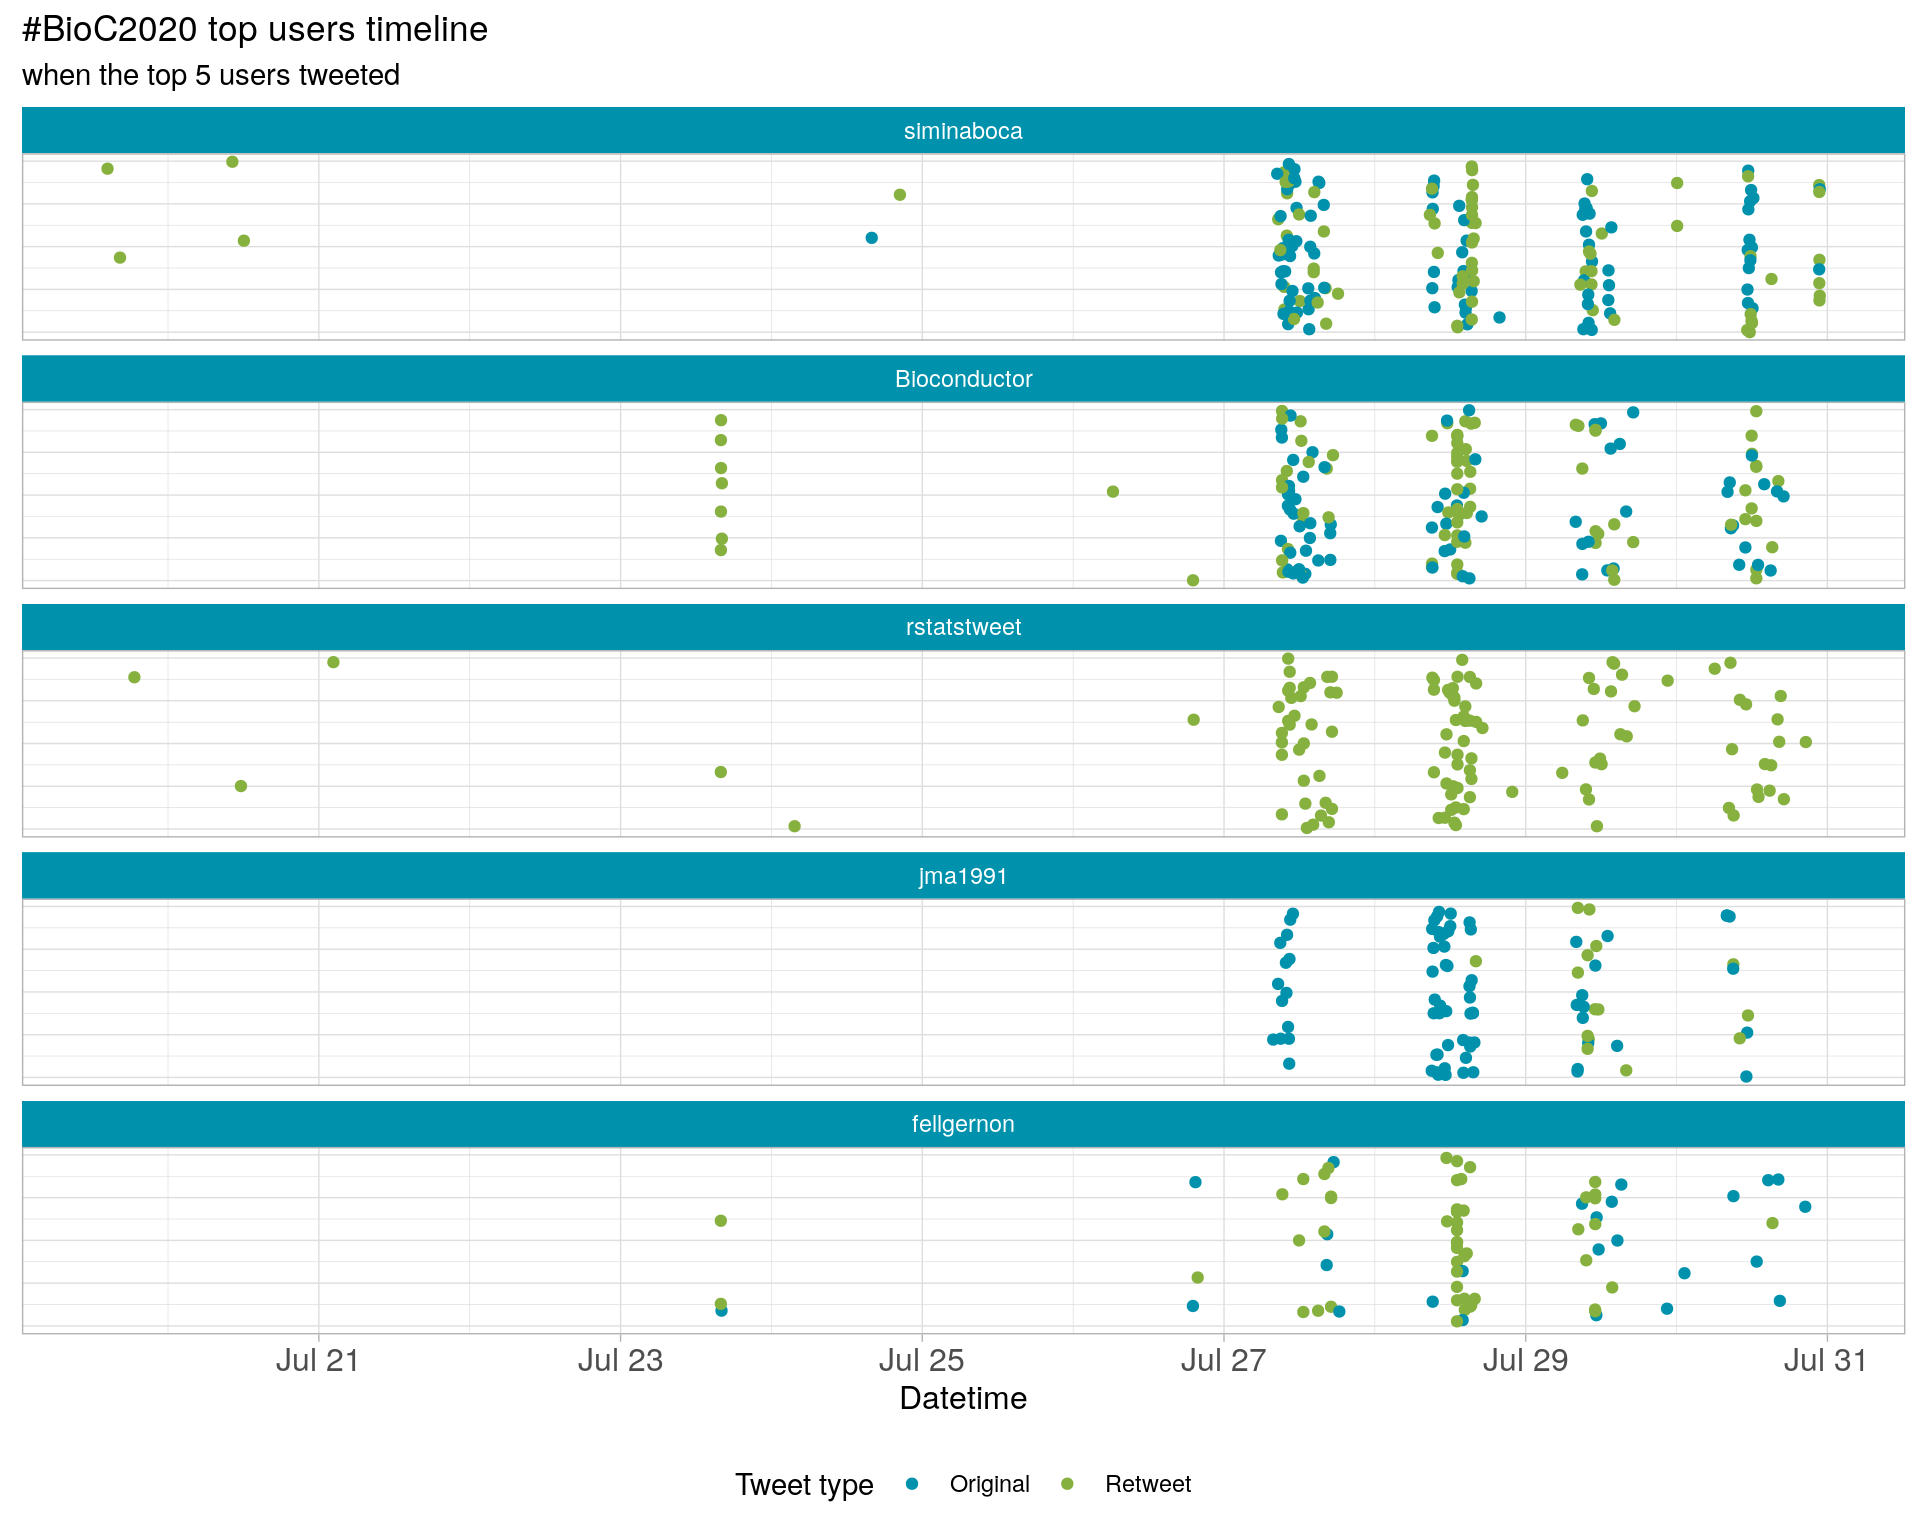 #BioC2020 top users timeline
when the top 5 users tweeted
siminaboca
Bioconductor
rstatstweet
jma1991
fellgernon
Jul 21 Jul 23 Jul 25 Jul 27 Jul 29 Jul 31
Datetime
Tweet type Original Retweet